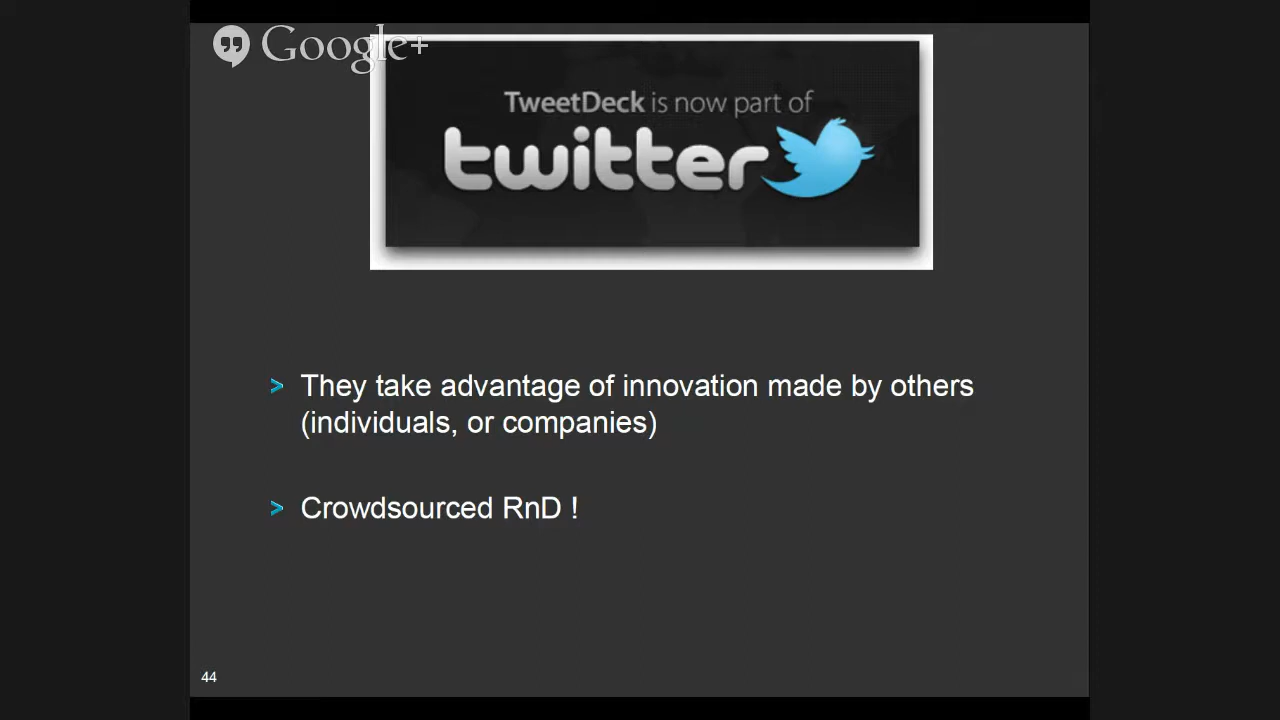 Google+
TweetDeck is now part of
twitter
> They take advantage of innovation made by others
(individuals, or companies)
> Crowdsourced RnD !
44